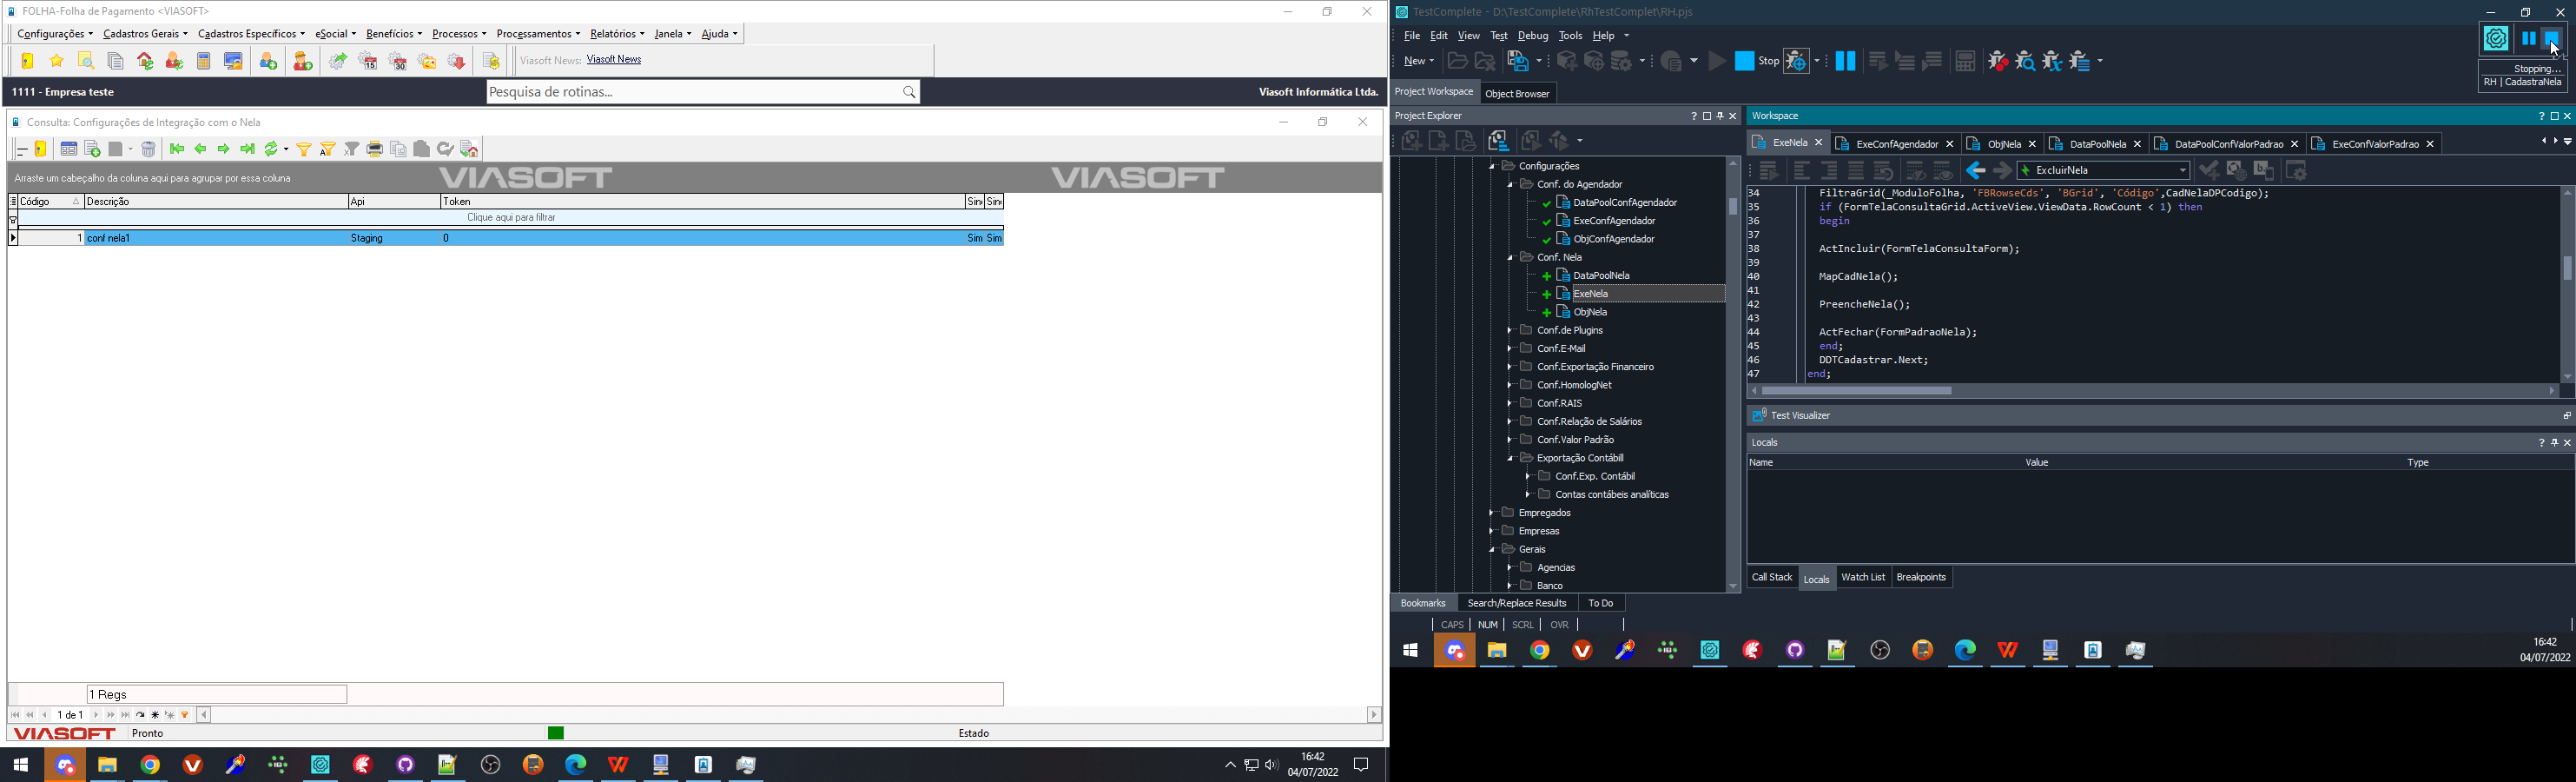 FOLHA-Folha de Pagamento <VIASOFT>
Configurações Cadastros Gerais Cadastros Específicos eSocial Benefícios Processos Processamentos Relatórios Janela Ajuda
Viasoft News: Viasoft News
1111 - Empresa teste
Pesquisa de rotinas...
Viasoft Informática Ltda.
Consulta: Configurações de Integração com o Nela
Arraste um cabeçalho da coluna aqui para agrupar por essa coluna
VIASOFT VIASOFT
Código Descrição Api Token Sin Sin
Clique aqui para filtrar
1 conf nela1 Staging 0 Sim Sim
1 Regs
1 de 1
VIASOFT Pronto Estado
16:42
04/07/2022
TestComplete - D:\TestComplete\RhTestComplet\RH.pjs
File Edit View Test Debug Tools Help
New Stop
Stopping...
RH | CadastraNela
Project Workspace Object Browser
Project Explorer
Configurações
Conf. do Agendador
DataPoolConfAgendador
ExeConfAgendador
ObjConfAgendador
Conf. Nela
DataPoolNela
ExeNela
ObjNela
Conf.de Plugins
Conf.E-Mail
Conf.Exportação Financeiro
Conf.HomologNet
Conf.RAIS
Conf.Relação de Salários
Conf.Valor Padrão
Exportação Contábill
Conf.Exp. Contábil
Contas contábeis analíticas
Empregados
Empresas
Gerais
Agencias
Banco
Workspace
ExeNela ExeConfAgendador ObjNela DataPoolNela DataPoolConfValorPadrao ExeConfValorPadrao
ExcluirNela
34 FiltraGrid(_ModuloFolha, 'FBRowseCds', 'BGrid', 'Código',CadNelaDPCodigo);
35 if (FormTelaConsultaGrid.ActiveView.ViewData.RowCount < 1) then
36 begin
37
38 ActIncluir(FormTelaConsultaForm);
39
40 MapCadNela();
41
42 PreencheNela();
43
44 ActFechar(FormPadraoNela);
45 end;
46 DDTCadastrar.Next;
47 end;
Test Visualizer
Locals
Name Value Type
Call Stack Locals Watch List Breakpoints
Bookmarks Search/Replace Results To Do
CAPS NUM SCRL OVR
16:42
04/07/2022